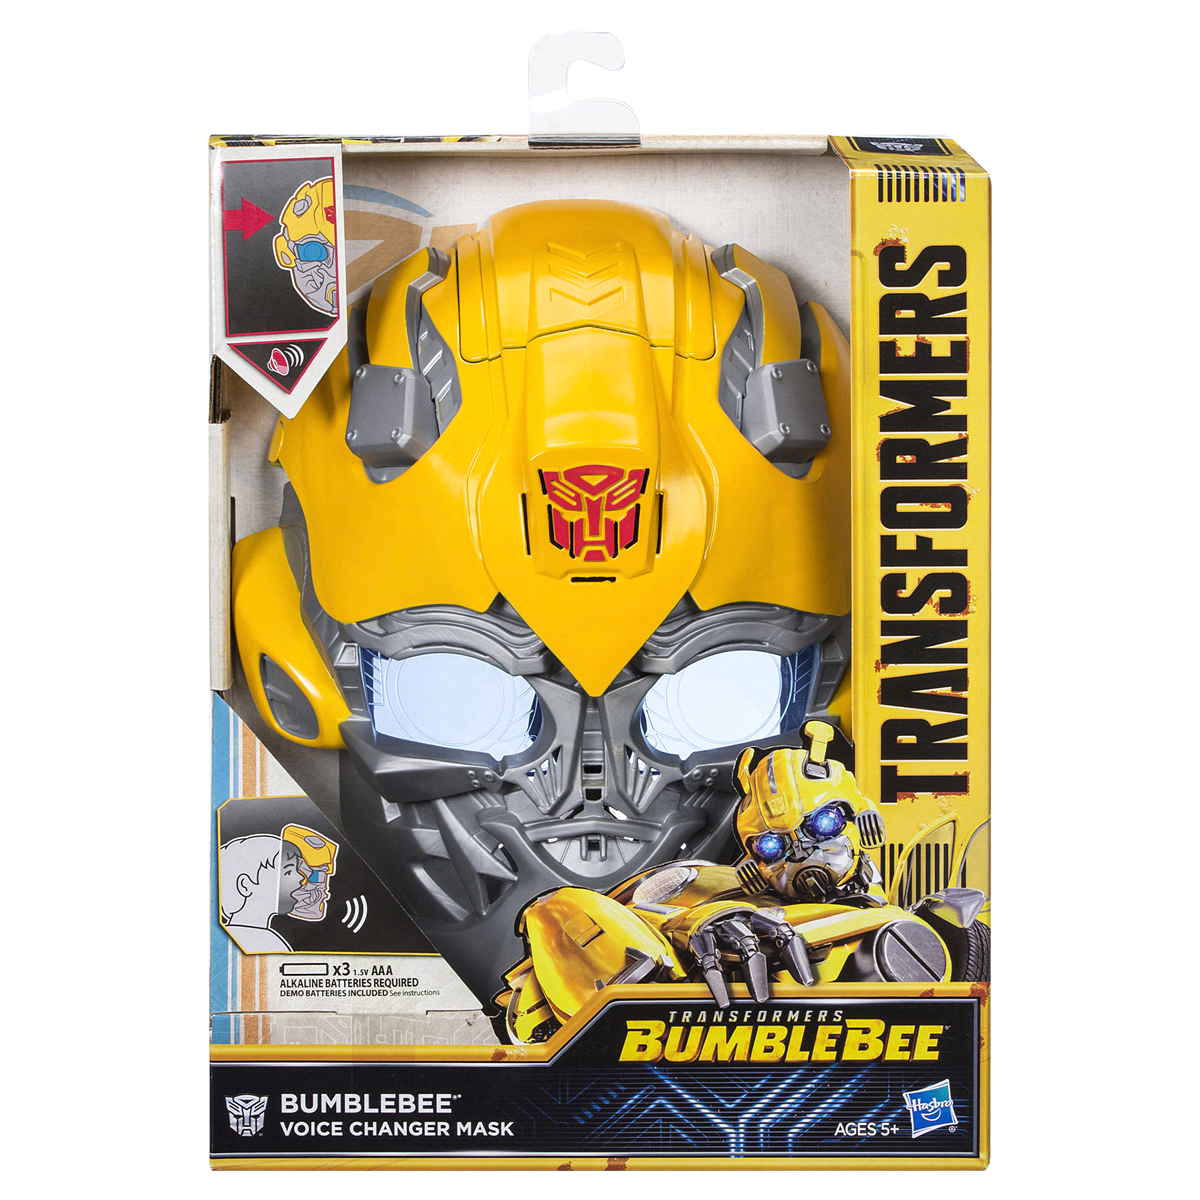 TRANSFORMERS
x3 1.5V AAA
ALKALINE BATTERIES REQUIRED
DEMO BATTERIES INCLUDED See instructions
TRANSFORMERS
BUMBLEBEE
BUMBLEBEE
VOICE CHANGER MASK
AGES 5+
Hasbro